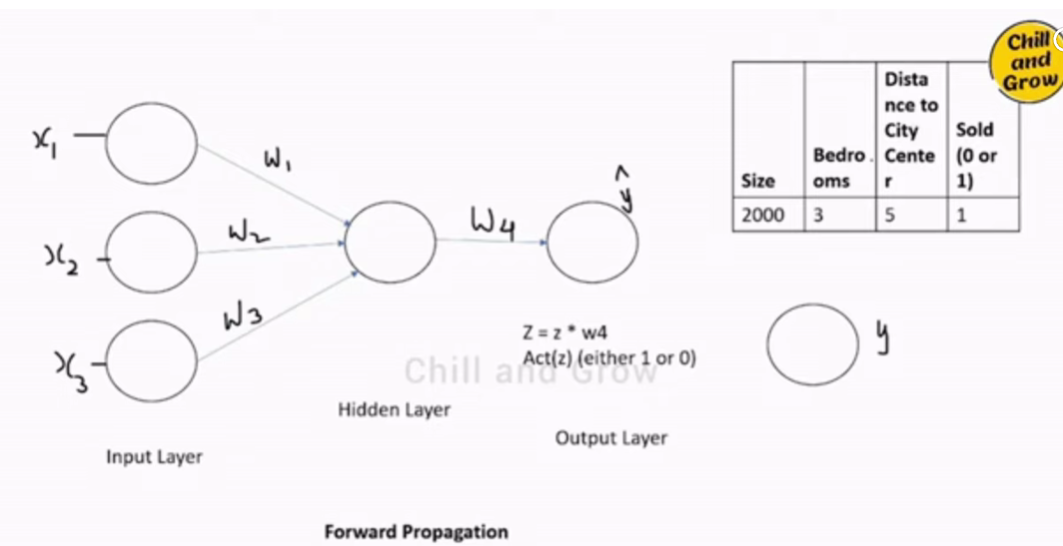 Chill
and
Grow
Size
Bedro.
oms
Dista
nce to
City
Cente
r
Sold
(0 or
1)
2000 3 5 1
x₁
W₁
x₂
W₂
W₄
ŷ
x₃
W₃
Z = z * w4
Act(z) (either 1 or 0)
y
Chill and Grow
Hidden Layer
Output Layer
Input Layer
Forward Propagation